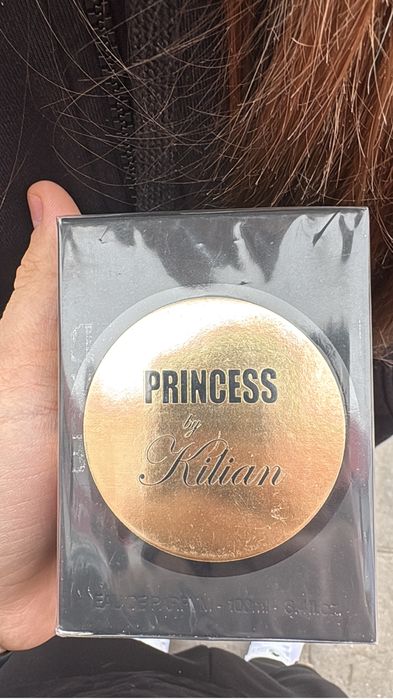 PRINCESS
by
Kilian
EAU DE PARFUM - 100ml